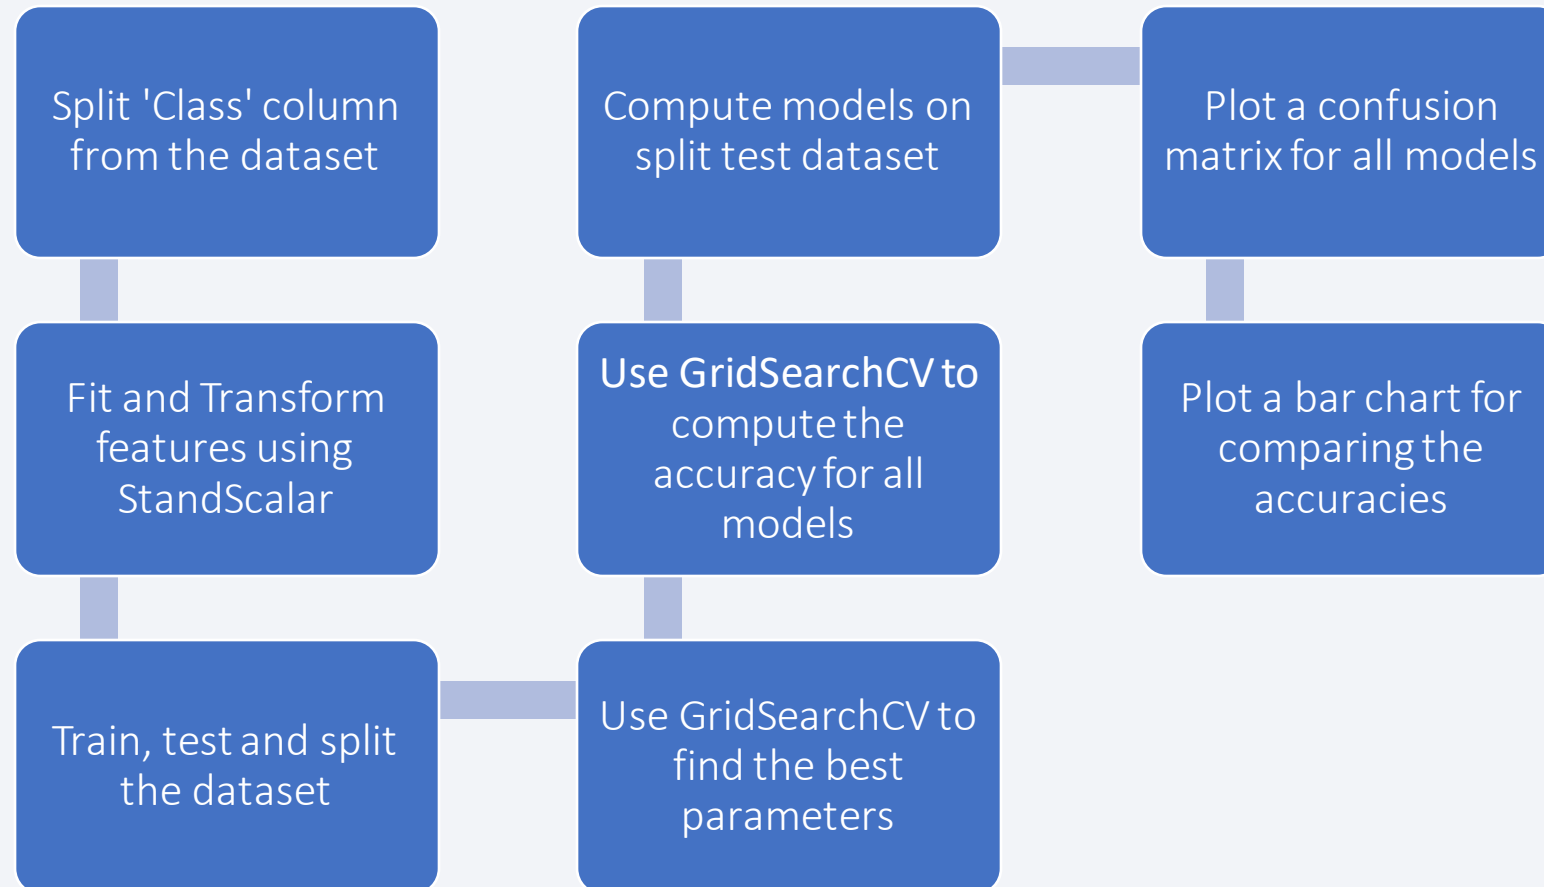 Split 'Class' column
from the dataset
Fit and Transform
features using
StandScalar
Train, test and split
the dataset
Use GridSearchCV to
find the best
parameters
Use GridSearchCV to
compute the
accuracy for all
models
Compute models on
split test dataset
Plot a confusion
matrix for all models
Plot a bar chart for
comparing the
accuracies